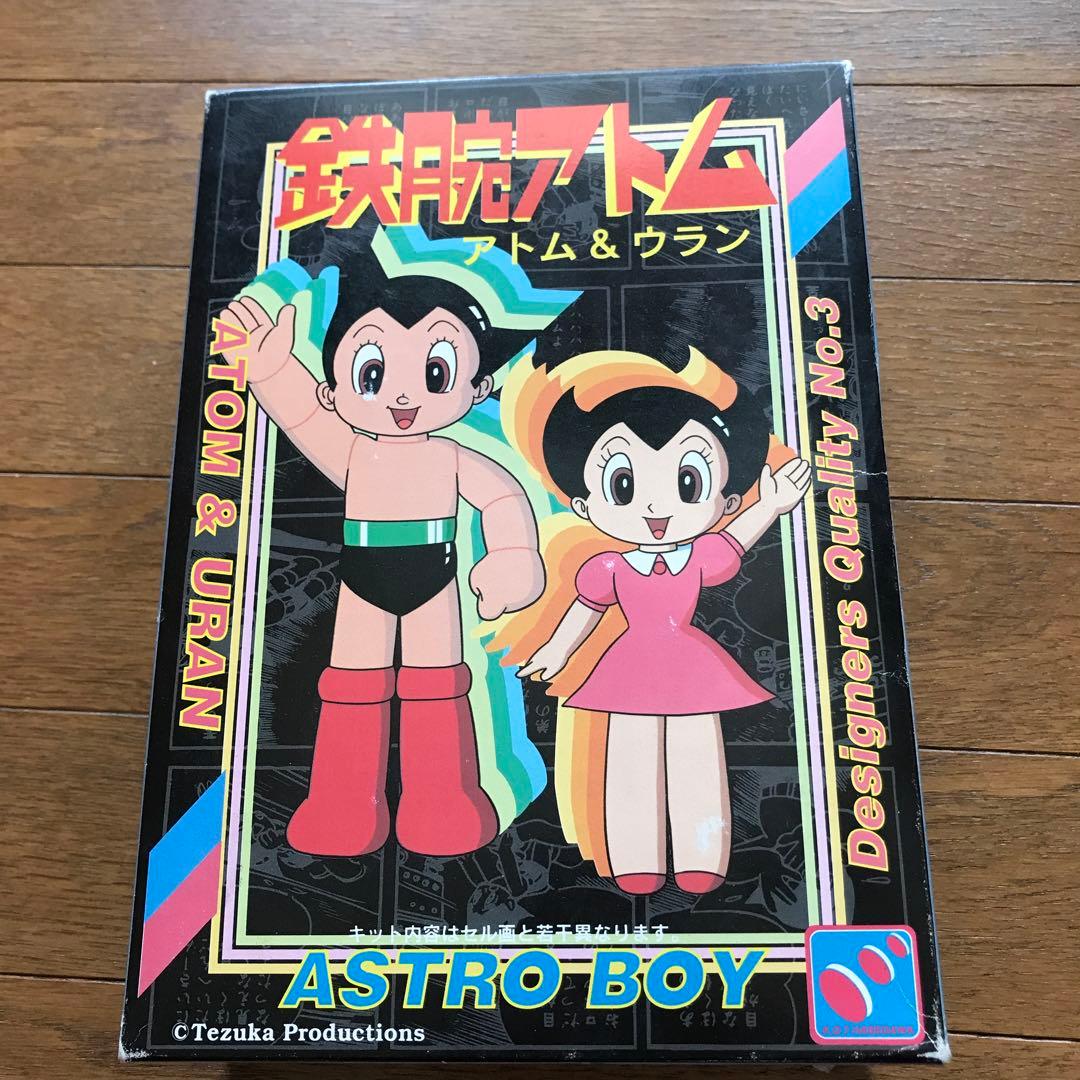 鉄腕アトム
アトム & ウラン
ATOM & URAN
Designers Quality No.3
キット内容はセル画と若干異なります。
ASTRO BOY
©Tezuka Productions